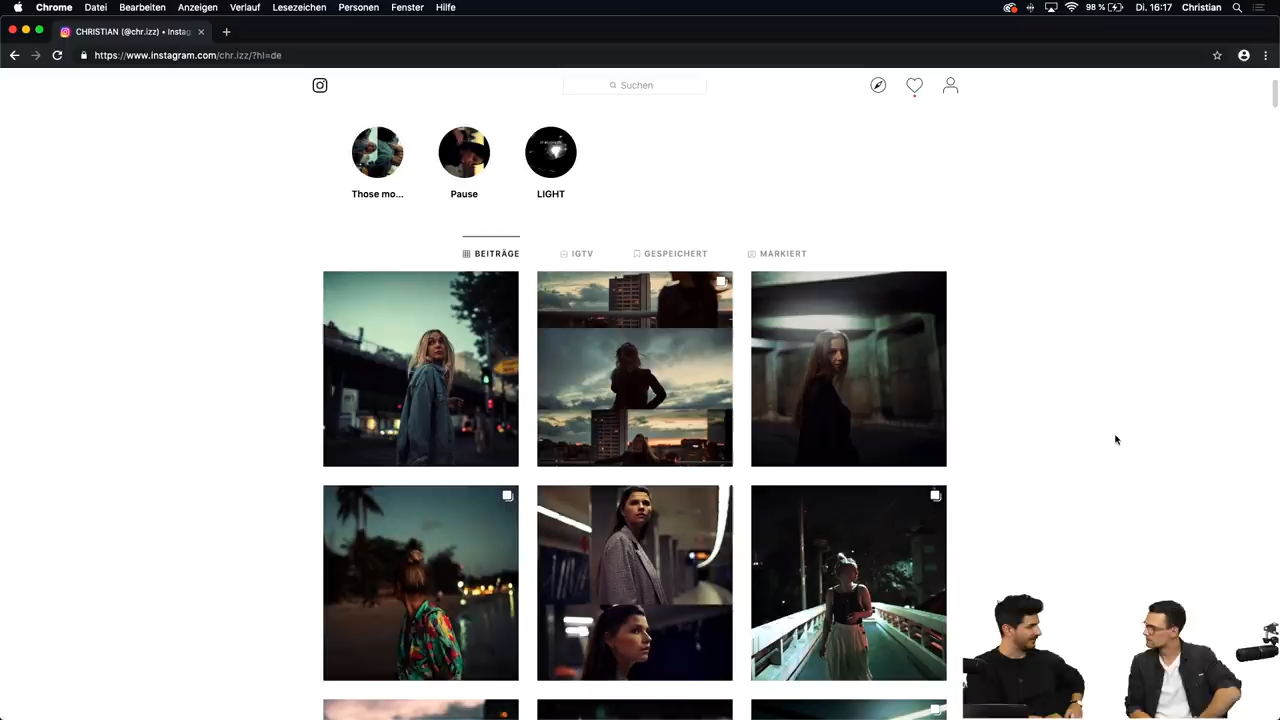 Chrome Datei Bearbeiten Anzeigen Verlauf Lesezeichen Personen Fenster Hilfe 98 % Di. 16:17 Christian
CHRISTIAN (@chr.izz) • Instag
https://www.instagram.com/chr.izz/?hl=de
Suchen
Those mo... Pause LIGHT
BEITRÄGE IGTV GESPEICHERT MARKIERT